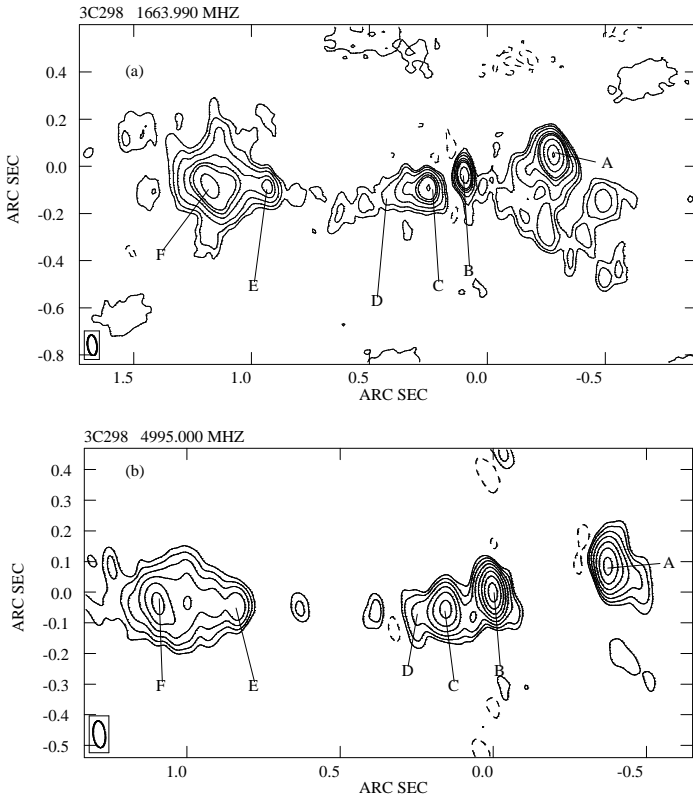 3C298 1663.990 MHZ
(a)
0.4
0.2
0.0
-0.2
-0.4
-0.6
-0.8
ARC SEC
A
B
C
D
E
F
1.5 1.0 0.5 0.0 -0.5
ARC SEC
3C298 4995.000 MHZ
(b)
0.4
0.3
0.2
0.1
0.0
-0.1
-0.2
-0.3
-0.4
-0.5
ARC SEC
A
F E D C B
1.0 0.5 0.0 -0.5
ARC SEC